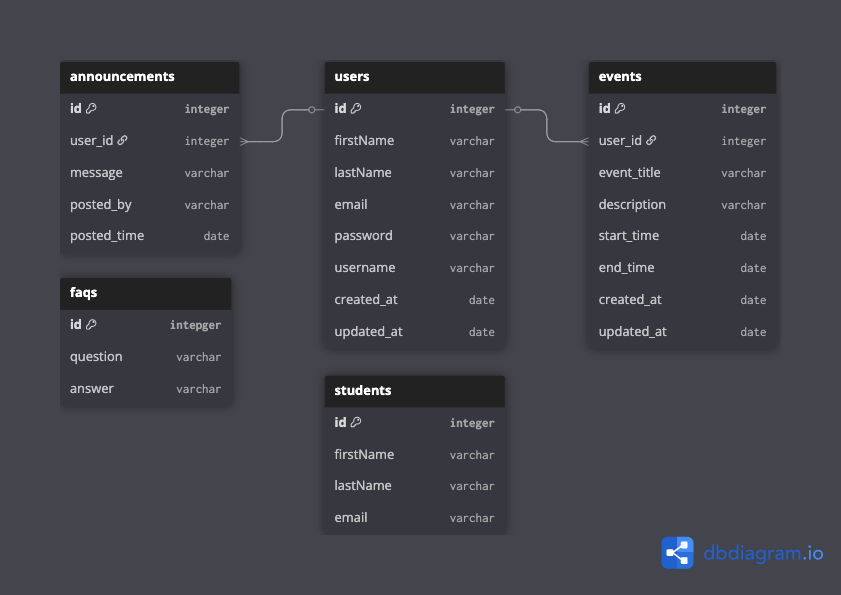 announcements
id integer
user_id integer
message varchar
posted_by varchar
posted_time date
faqs
id intepger
question varchar
answer varchar
users
id integer
firstName varchar
lastName varchar
email varchar
password varchar
username varchar
created_at date
updated_at date
students
id integer
firstName varchar
lastName varchar
email varchar
events
id integer
user_id integer
event_title varchar
description varchar
start_time date
end_time date
created_at date
updated_at date
dbdiagram.io